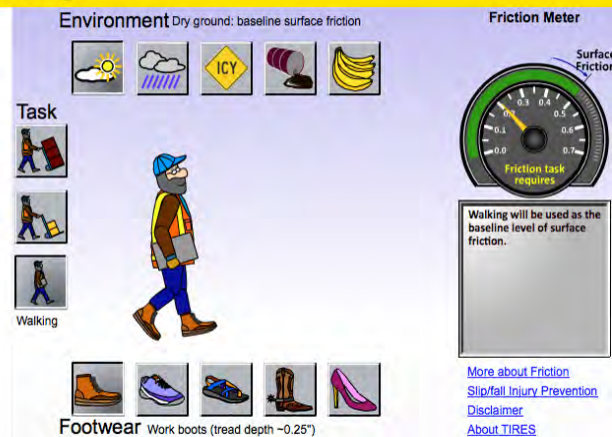 Environment Dry ground: baseline surface friction
Friction Meter
ICY
Surface
Friction
0.0
0.1
0.2
0.3
0.4
0.5
0.6
0.7
Friction task
requires
Task
Walking will be used as the
baseline level of surface
friction.
Walking
More about Friction
Slip/fall Injury Prevention
Disclaimer
About TIRES
Footwear Work boots (tread depth ~0.25")